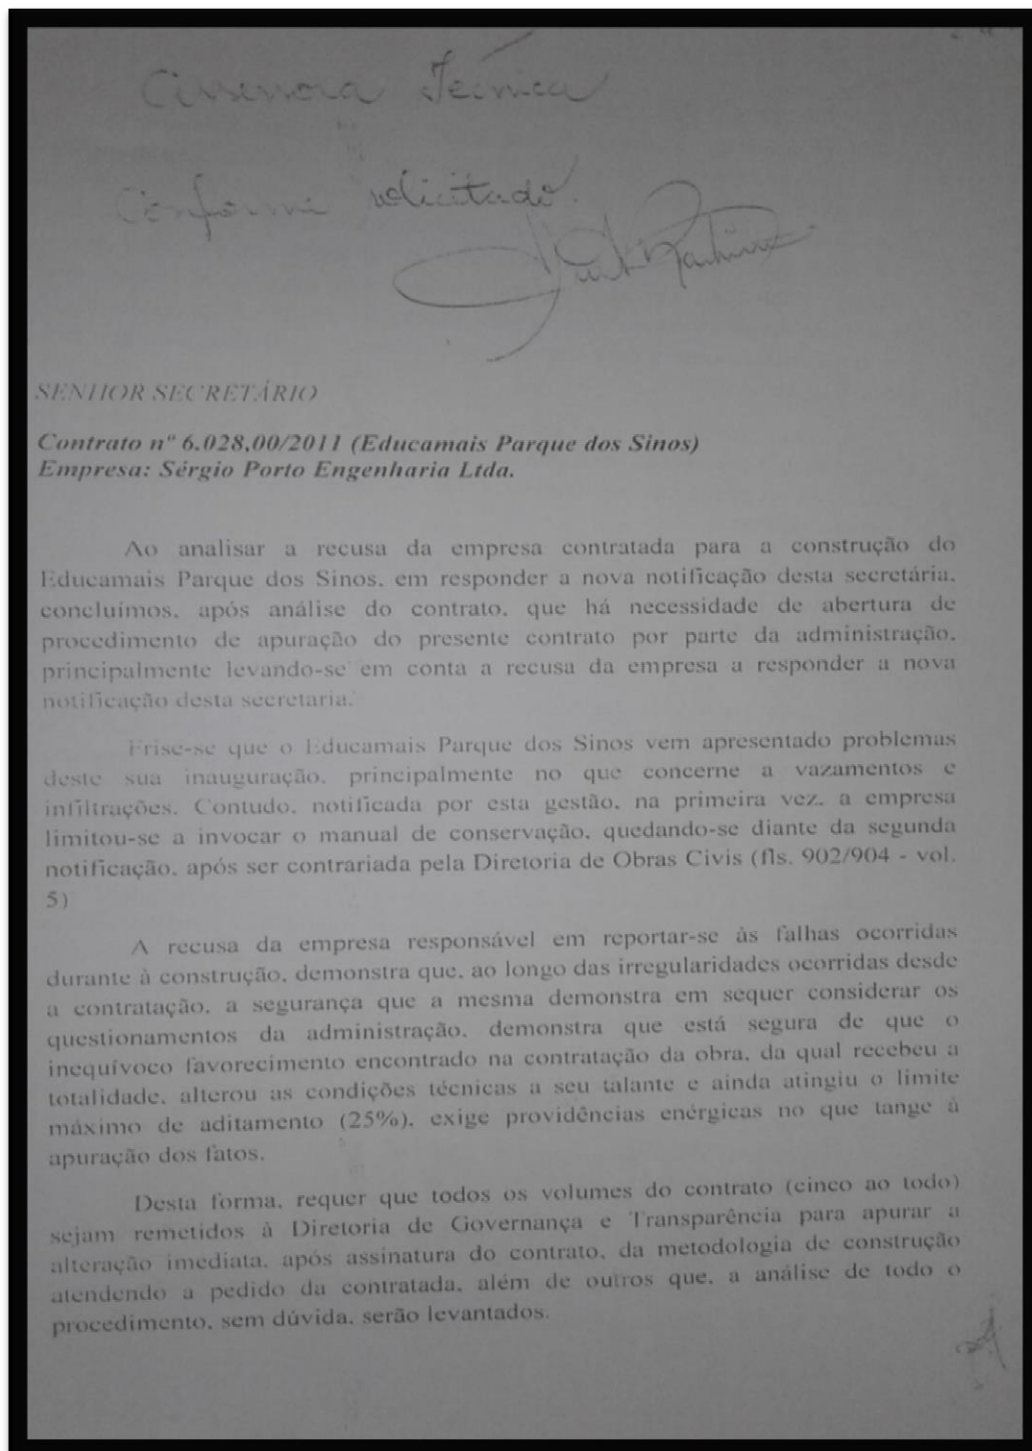 Assessora Técnica
Conforme solicitado.
SENHOR SECRETÁRIO
Contrato nº 6.028,00/2011 (Educamais Parque dos Sinos)
Empresa: Sérgio Porto Engenharia Ltda.
Ao analisar a recusa da empresa contratada para a construção do
Educamais Parque dos Sinos, em responder a nova notificação desta secretária,
concluímos, após análise do contrato, que há necessidade de abertura de
procedimento de apuração do presente contrato por parte da administração,
principalmente levando-se em conta a recusa da empresa a responder a nova
notificação desta secretaria.
Frise-se que o Educamais Parque dos Sinos vem apresentado problemas
deste sua inauguração, principalmente no que concerne a vazamentos e
infiltrações. Contudo, notificada por esta gestão, na primeira vez, a empresa
limitou-se a invocar o manual de conservação, quedando-se diante da segunda
notificação, após ser contrariada pela Diretoria de Obras Civis (fls. 902/904 - vol.
5)
A recusa da empresa responsável em reportar-se às falhas ocorridas
durante à construção, demonstra que, ao longo das irregularidades ocorridas desde
a contratação, a segurança que a mesma demonstra em sequer considerar os
questionamentos da administração, demonstra que está segura de que o
inequívoco favorecimento encontrado na contratação da obra, da qual recebeu a
totalidade, alterou as condições técnicas a seu talante e ainda atingiu o limite
máximo de aditamento (25%), exige providências enérgicas no que tange à
apuração dos fatos.
Desta forma, requer que todos os volumes do contrato (cinco ao todo)
sejam remetidos à Diretoria de Governança e Transparência para apurar a
alteração imediata, após assinatura do contrato, da metodologia de construção
atendendo a pedido da contratada, além de outros que, a análise de todo o
procedimento, sem dúvida, serão levantados.